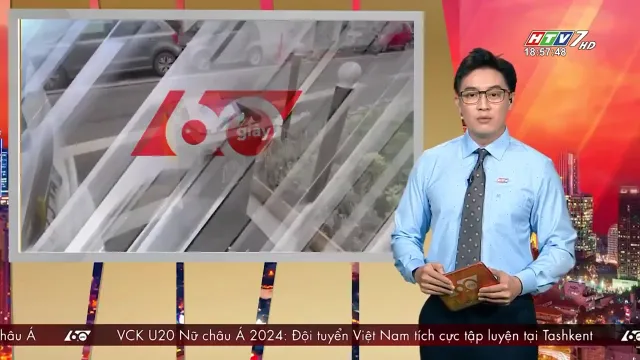 HTV7 HD
18:57:48
60 giây
châu Á
60
VCK U20 Nữ châu Á 2024: Đội tuyển Việt Nam tích cực tập luyện tại Tashkent